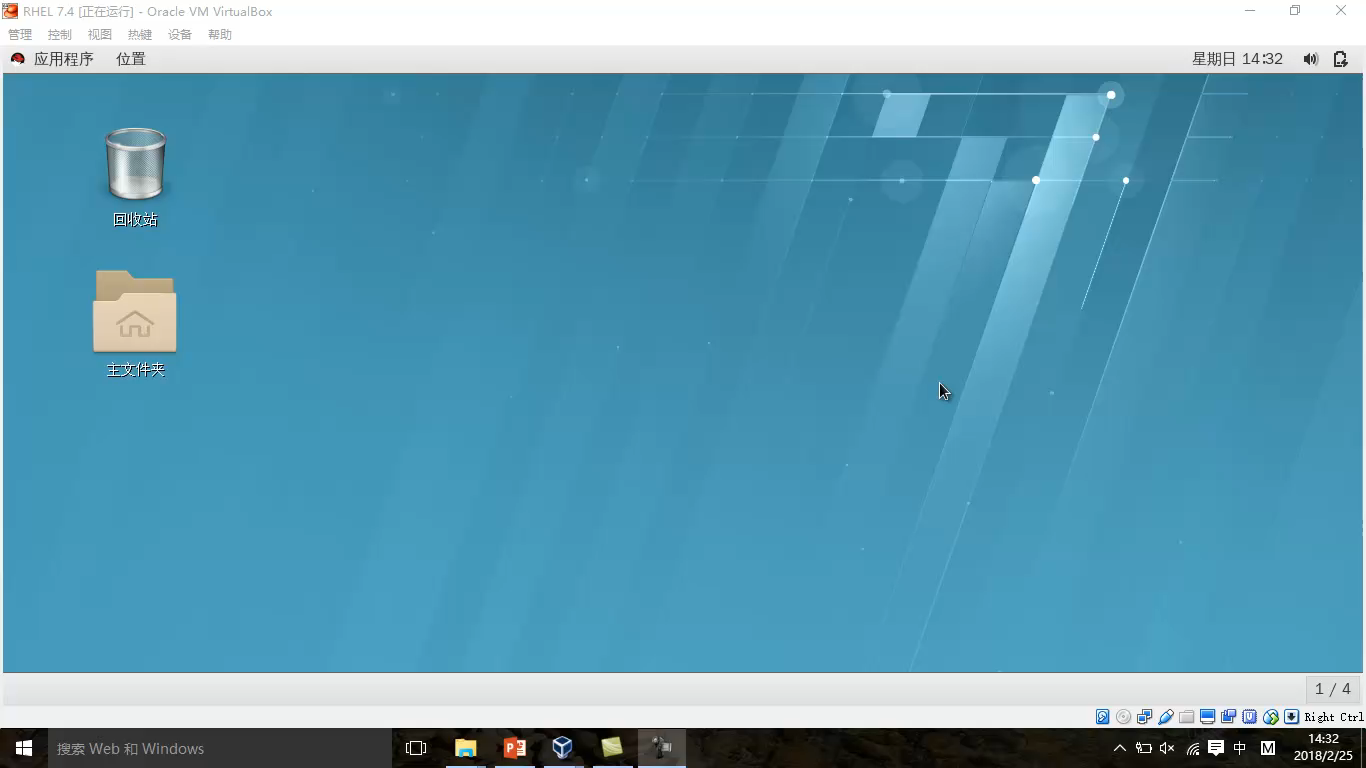 RHEL 7.4 [正在运行] - Oracle VM VirtualBox
管理 控制 视图 热键 设备 帮助
应用程序 位置 星期日 14:32
回收站
主文件夹
1 / 4
Right Ctrl
搜索 Web 和 Windows
中 M
14:32
2018/2/25